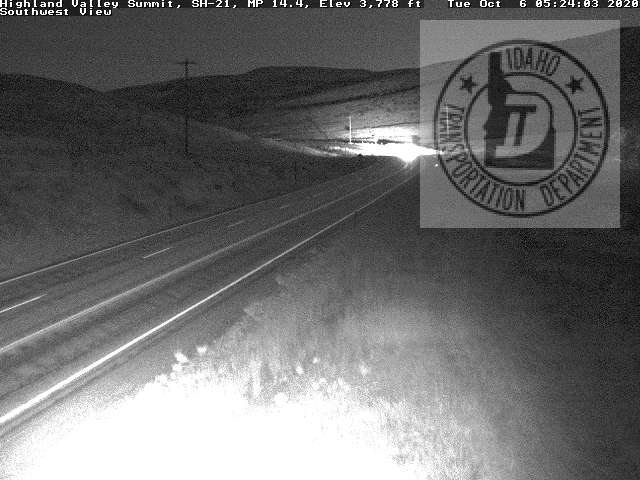 Highland Valley Summit, SH-21, MP 14.4, Elev 3,778 ft   Tue Oct  6 05:24:03 2020
Southwest View
IDAHO
TRANSPORTATION DEPARTMENT